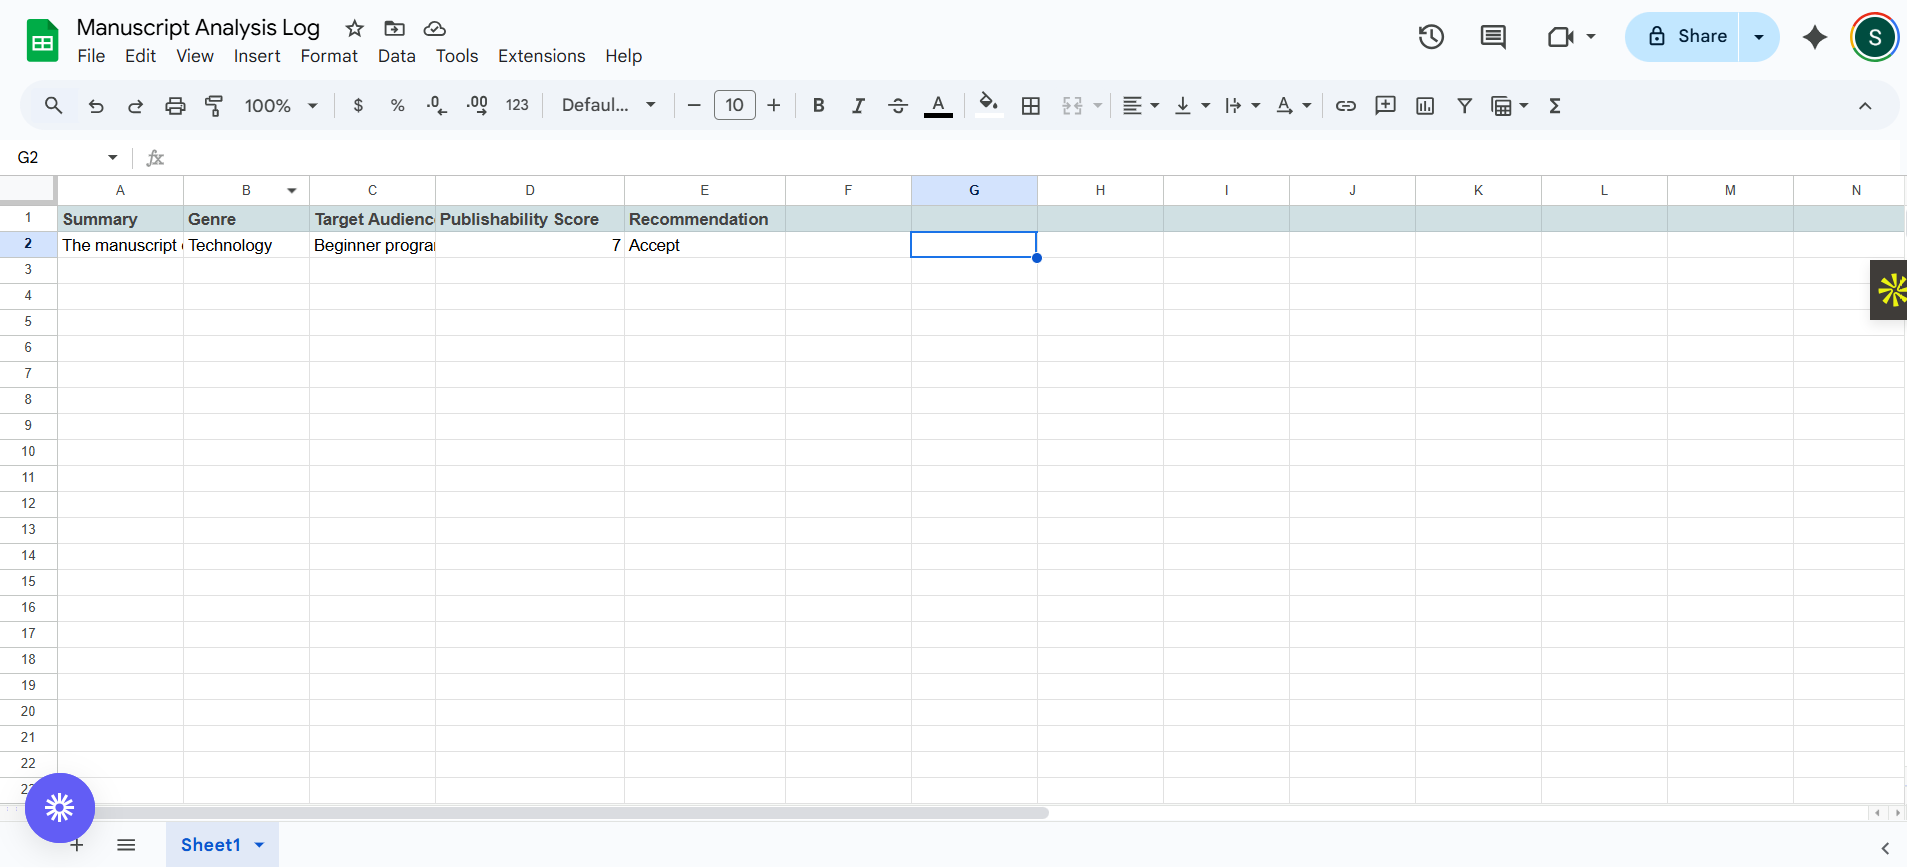 Manuscript Analysis Log
File Edit View Insert Format Data Tools Extensions Help
Share
S
100% $ % .0 .00 123 Defaul... 10 B I A A Σ
G2 fx
A B C D E F G H I J K L M N
1 Summary Genre Target Audienc Publishability Score Recommendation
2 The manuscript Technology Beginner progra 7 Accept
3
4
5
6
7
8
9
10
11
12
13
14
15
16
17
18
19
20
21
22
Sheet1